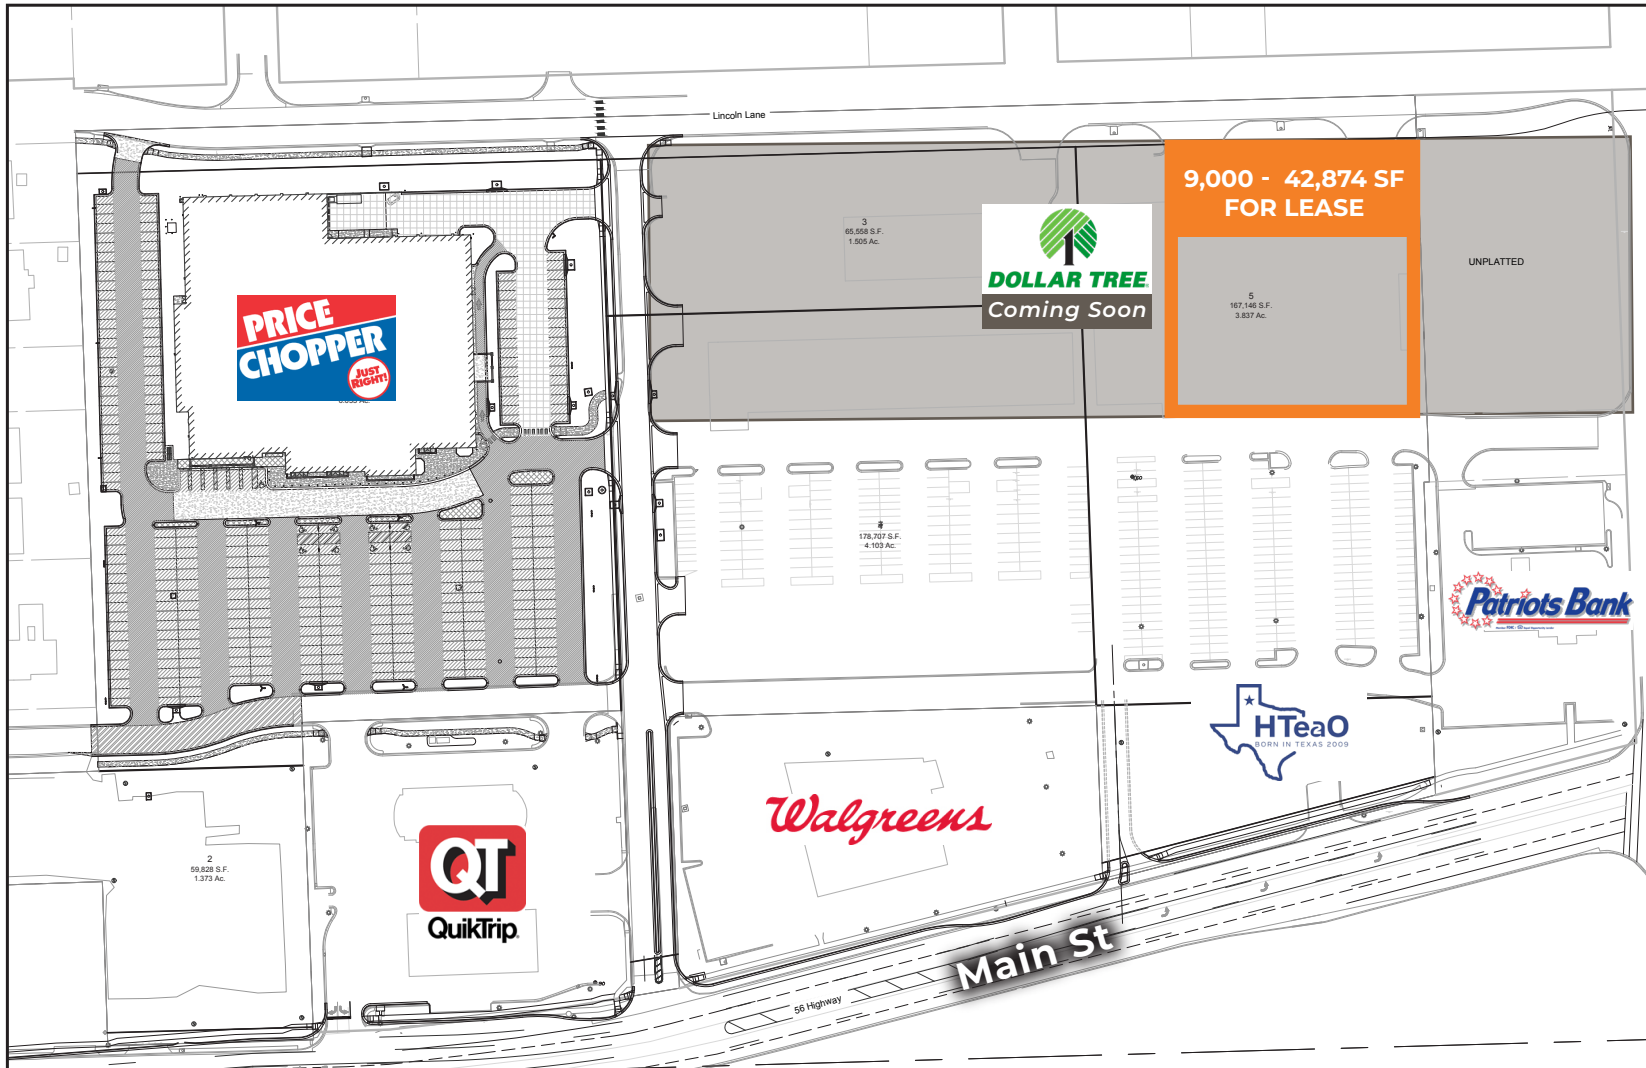 Lincoln Lane
9,000 - 42,874 SF
FOR LEASE
3
65,558 S.F.
1.505 Ac.
DOLLAR TREE
Coming Soon
UNPLATTED
5
167,146 S.F.
3.837 Ac.
PRICE
CHOPPER
JUST
RIGHT!
178,707 S.F.
4.103 Ac.
Patriots Bank
HTeaO
BORN IN TEXAS 2009
Walgreens
2
59,828 S.F.
1.373 Ac.
QT
QuikTrip
Main St
56 Highway